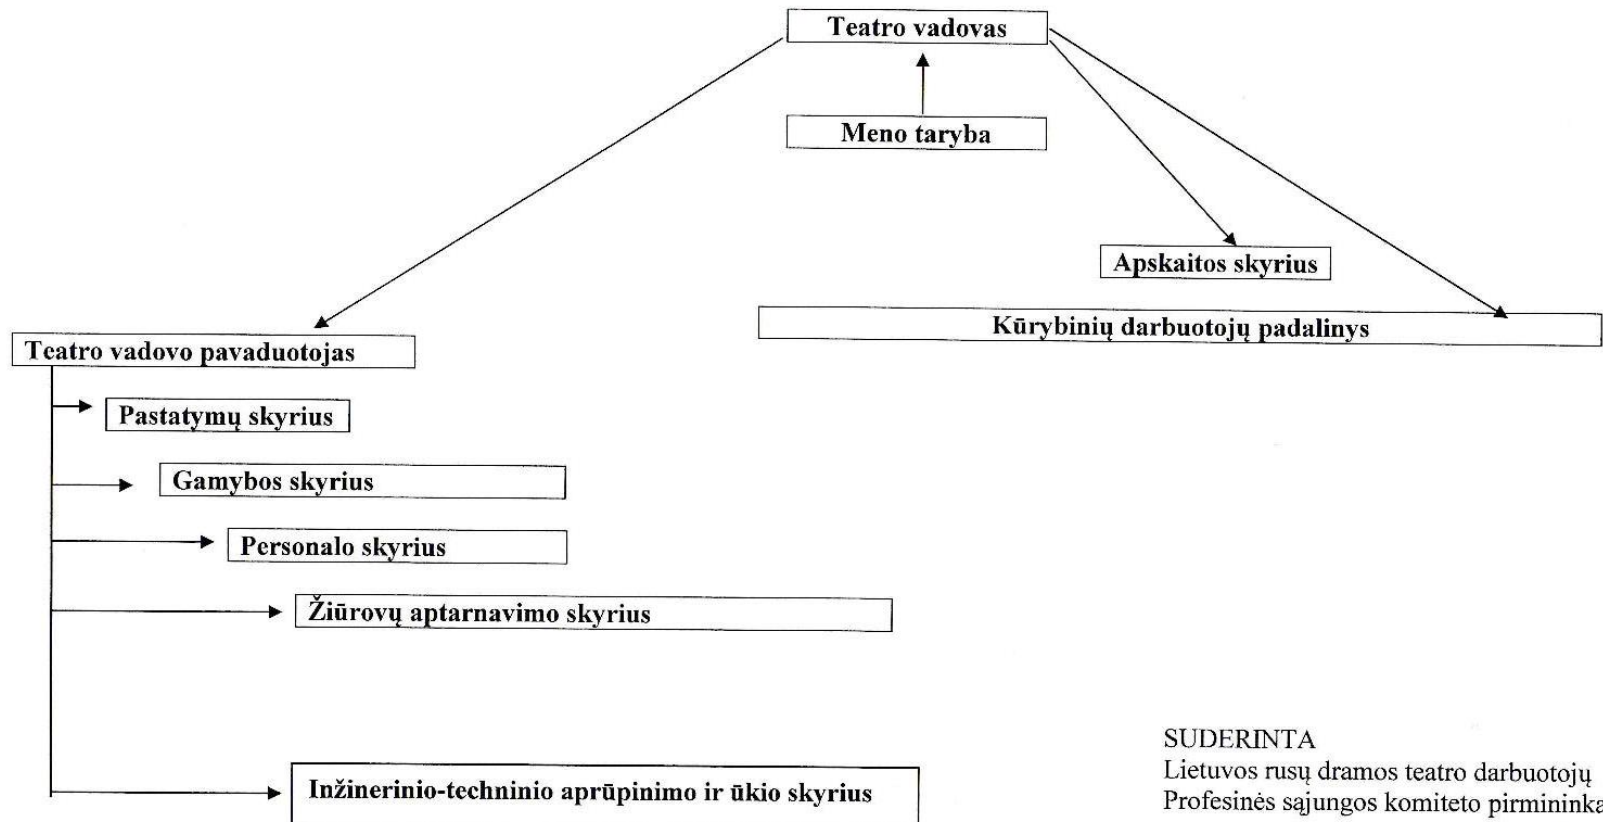 Teatro vadovas
Meno taryba
Apskaitos skyrius
Kūrybinių darbuotojų padalinys
Teatro vadovo pavaduotojas
Pastatymų skyrius
Gamybos skyrius
Personalo skyrius
Žiūrovų aptarnavimo skyrius
Inžinerinio-techninio aprūpinimo ir ūkio skyrius
SUDERINTA
Lietuvos rusų dramos teatro darbuotojų
Profesinės sąjungos komiteto pirminink